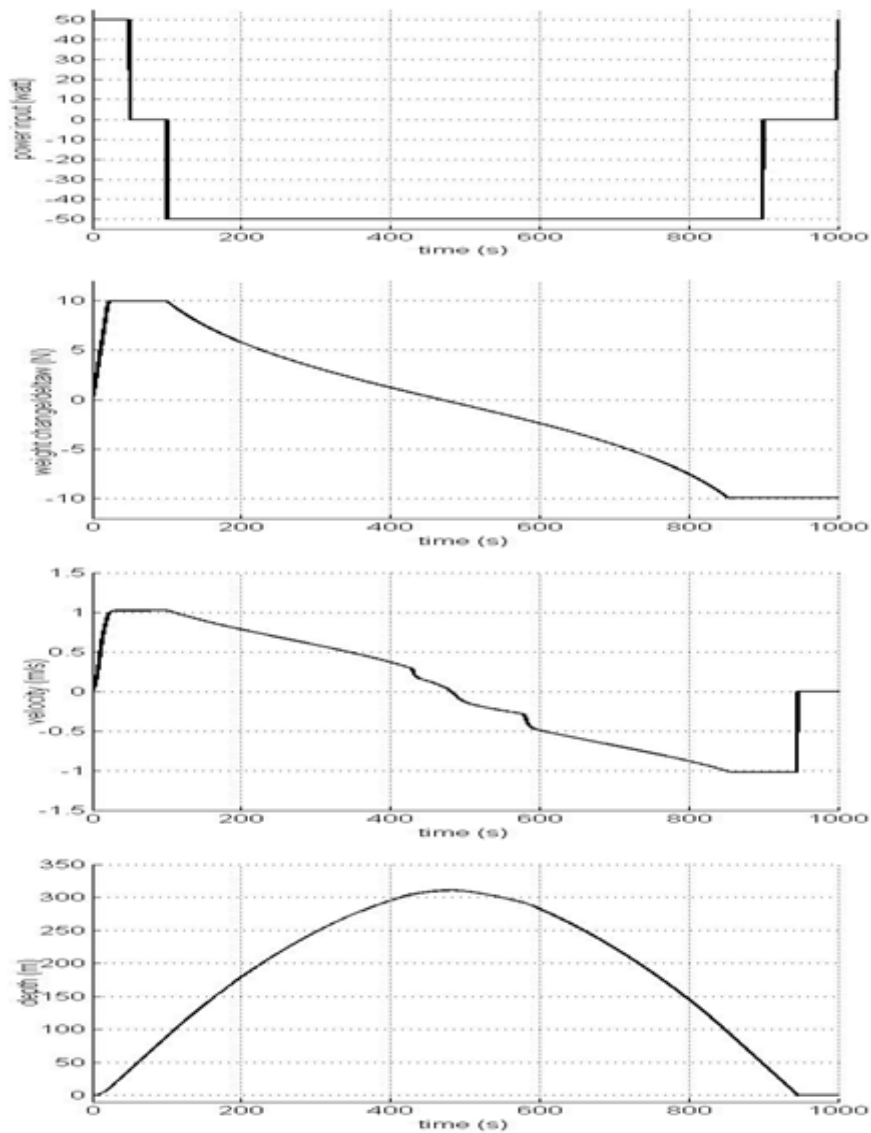 50
40
30
20
10
0
-10
-20
-30
-40
-50
power input (watt)
0 200 400 600 800 1000
time (s)
10
5
0
-5
-10
weight change/deltaw (N)
0 200 400 600 800 1000
time (s)
1.5
1
0.5
0
-0.5
-1
-1.5
velocity (m/s)
0 200 400 600 800 1000
time (s)
350
300
250
200
150
100
50
0
depth (m)
0 200 400 600 800 1000
time (s)